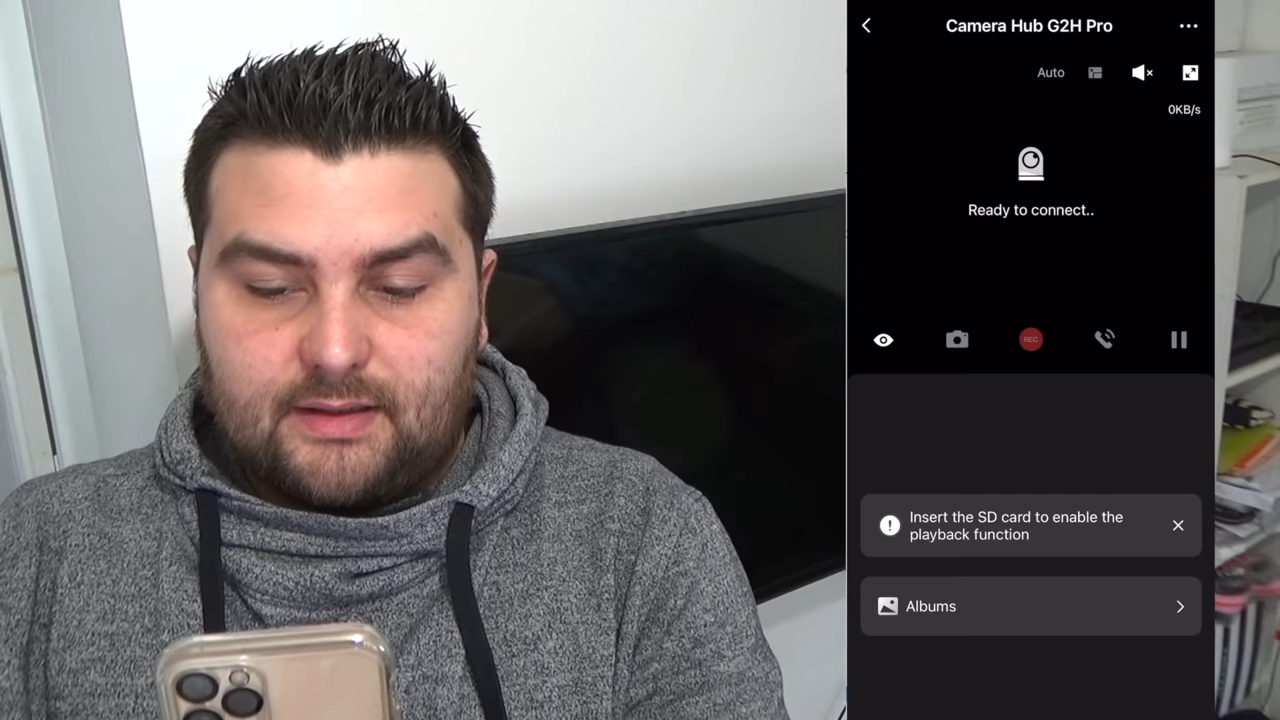 Camera Hub G2H Pro
Auto
0KB/s
Ready to connect..
REC
Insert the SD card to enable the
playback function
Albums